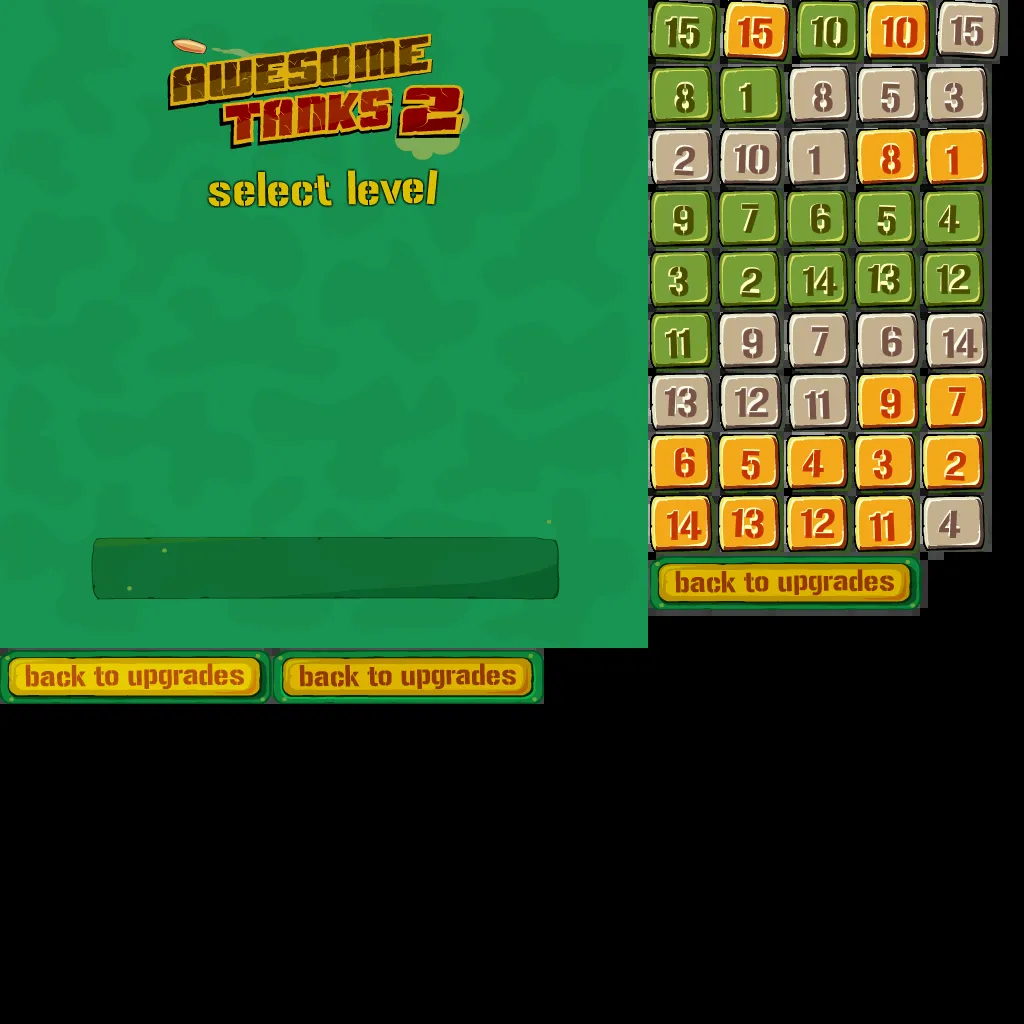 AWESOME
TANKS 2
select level
15 15 10 10 15
8 1 8 5 3
2 10 1 8 1
9 7 6 5 4
3 2 14 13 12
11 9 7 6 14
13 12 11 9 7
6 5 4 3 2
14 13 12 11 4
back to upgrades
back to upgrades back to upgrades